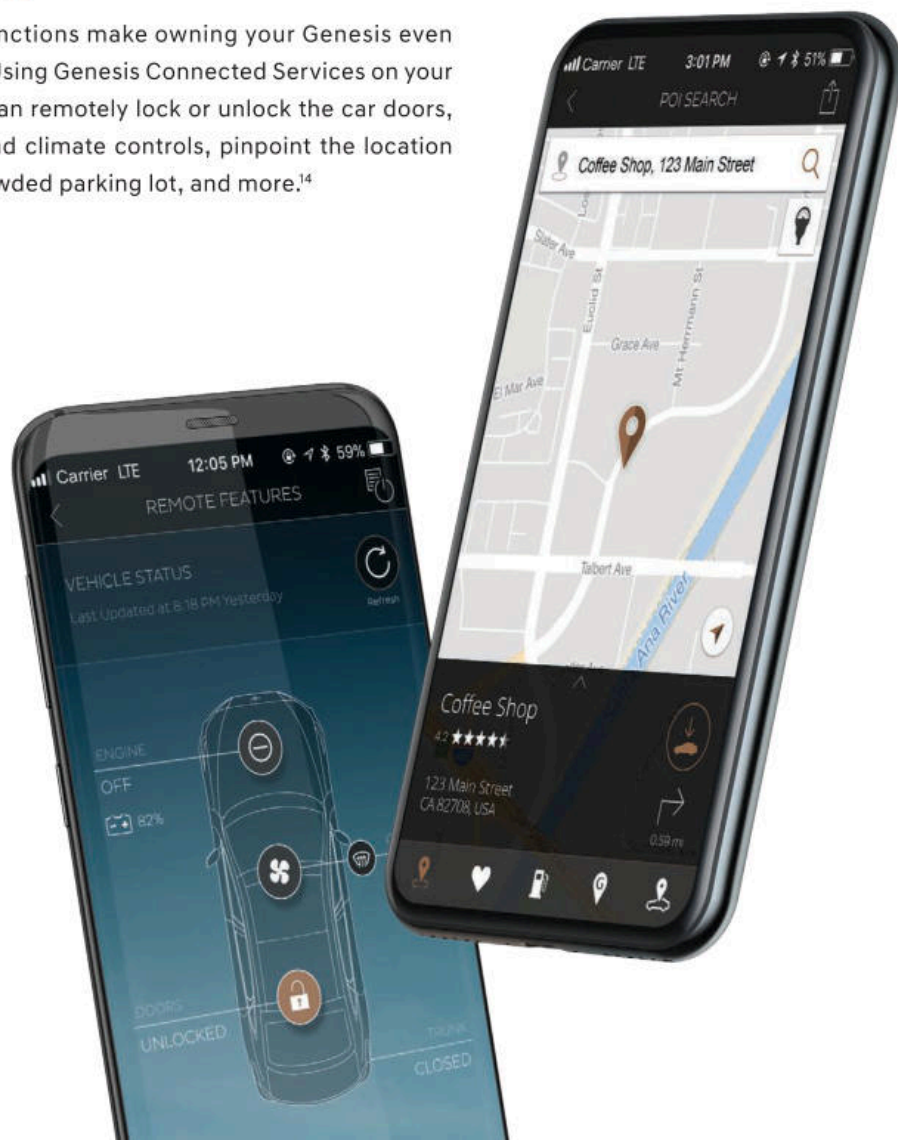 nctions make owning your Genesis even
Using Genesis Connected Services on your
an remotely lock or unlock the car doors,
d climate controls, pinpoint the location
wded parking lot, and more.¹⁴
Carrier LTE 3:01 PM 51%
POI SEARCH
Coffee Shop, 123 Main Street
Slater Ave
Euclid St
Mt Herrmann St
Grace Ave
El Mar Ave
Talbert Ave
Ana River
Coffee Shop
4.2
123 Main Street
CA 82708, USA
0.59 mi
G
Carrier LTE 12:05 PM 59%
REMOTE FEATURES
VEHICLE STATUS
Last Updated at 8:18 PM Yesterday
Refresh
ENGINE
OFF
82%
DOORS
UNLOCKED
TRUNK
CLOSED